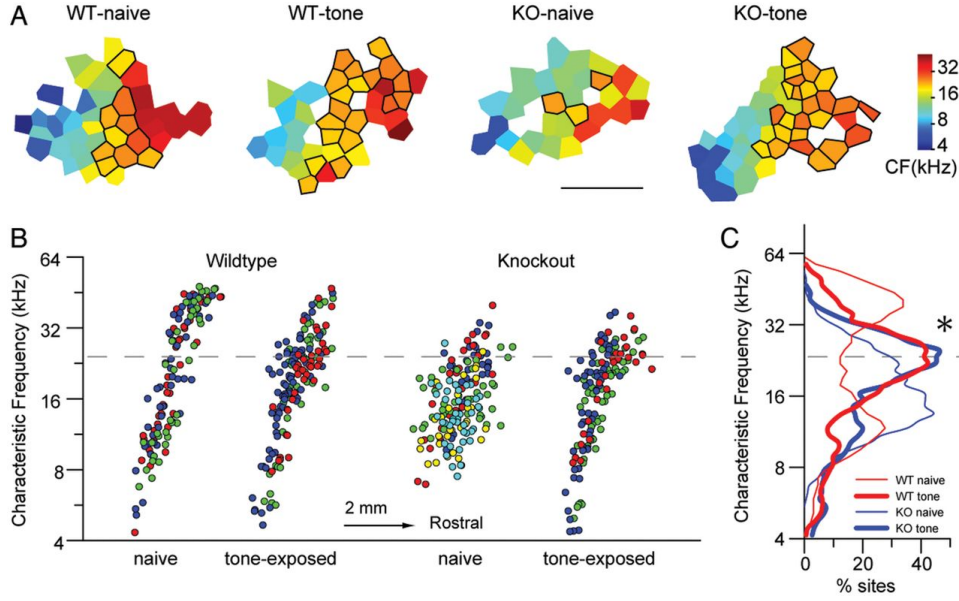 A
WT-naive
WT-tone
KO-naive
KO-tone
32
16
8
4
CF(kHz)
B
Wildtype
Knockout
Characteristic Frequency (kHz)
64
32
16
8
4
2 mm
Rostral
naive
tone-exposed
naive
tone-exposed
C
Characteristic Frequency (kHz)
64
32
16
8
4
*
WT naive
WT tone
KO naive
KO tone
0
20
40
% sites